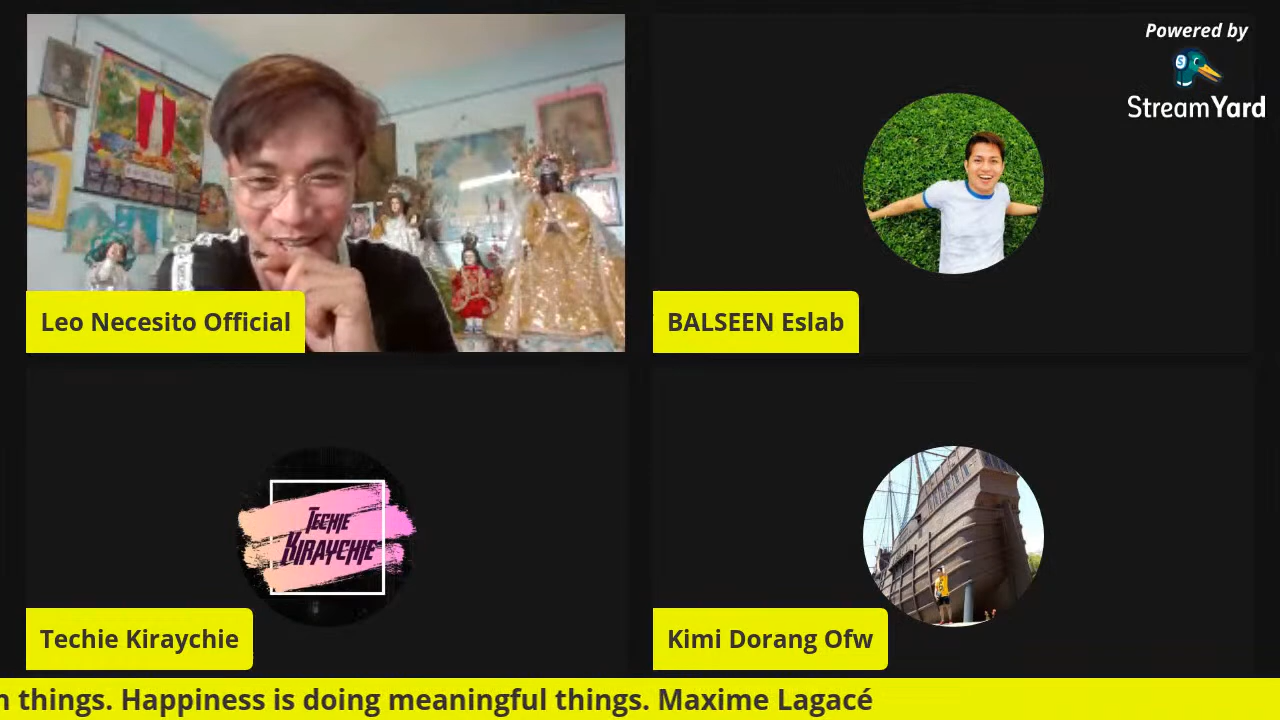 Powered by
StreamYard
Leo Necesito Official
BALSEEN Eslab
TECHIE
KIRAYCHIE
Techie Kiraychie
Kimi Dorang Ofw
things. Happiness is doing meaningful things. Maxime Lagacé